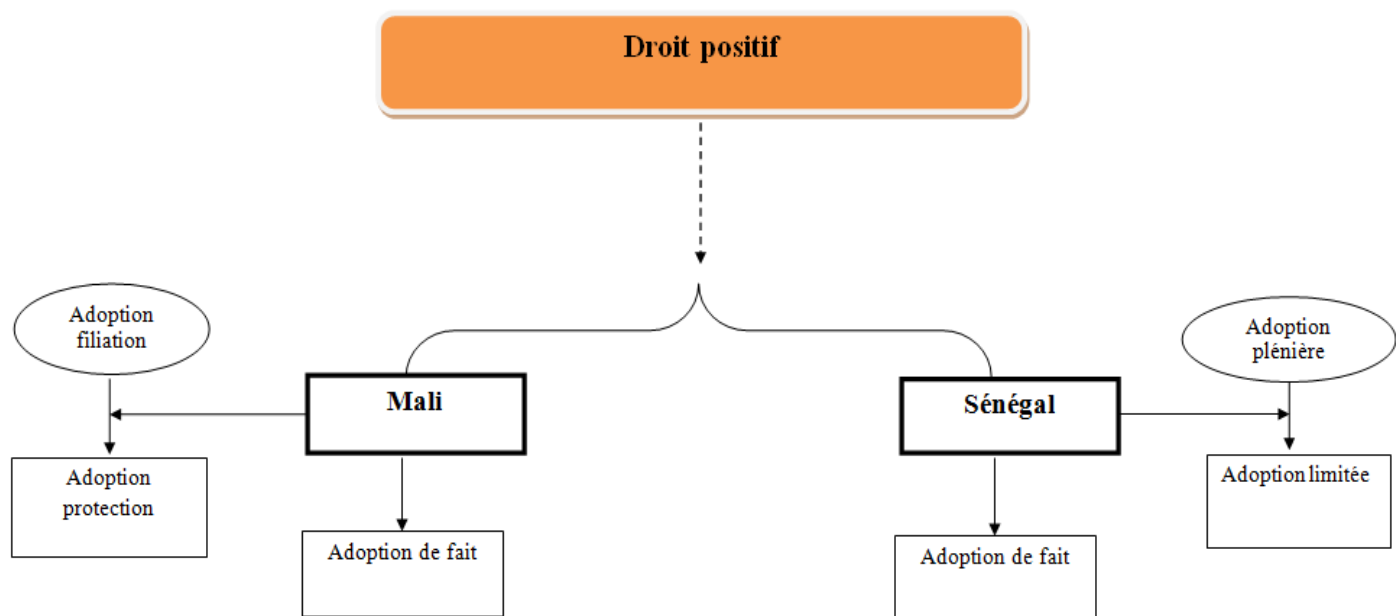 Droit positif
Adoption
filiation
Adoption
plénière
Mali
Sénégal
Adoption
protection
Adoption limitée
Adoption de fait
Adoption de fait